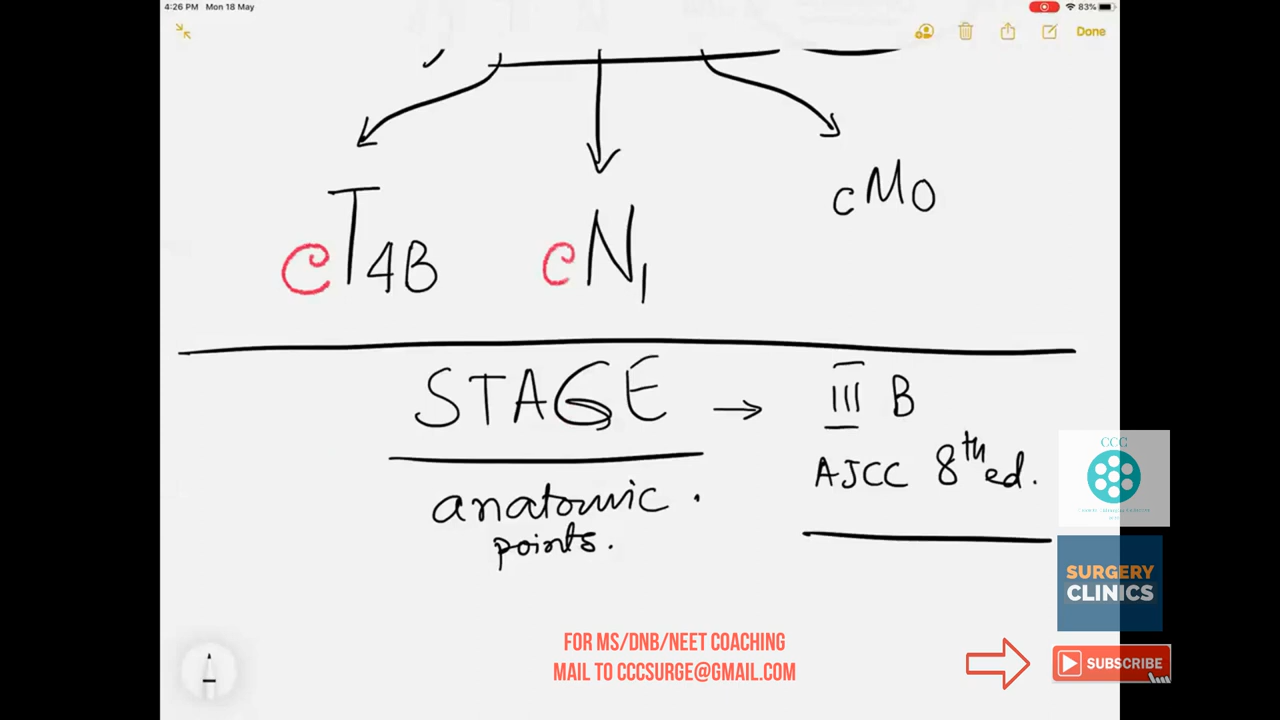 4:26 PM Mon 18 May
83%
Done
cT4B cN1 cM0
STAGE → III B
AJCC 8th ed.
anatomic
points.
CCC
SURGERY
CLINICS
FOR MS/DNB/NEET COACHING
MAIL TO CCCSURGE@GMAIL.COM
SUBSCRIBE